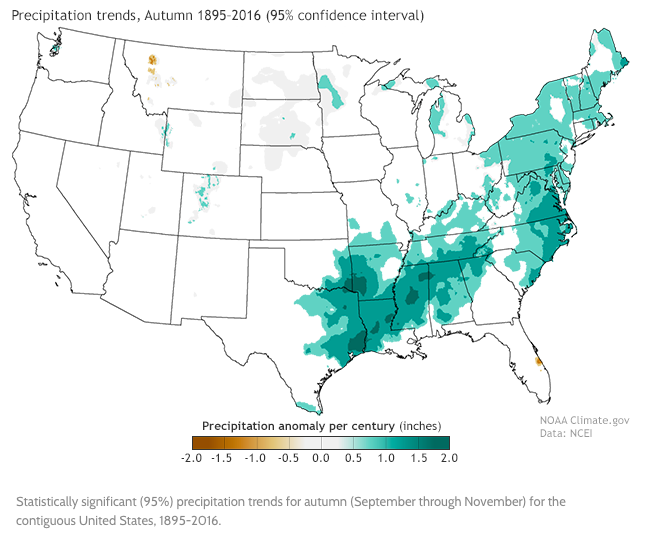 Precipitation trends, Autumn 1895-2016 (95% confidence interval)
NOAA Climate.gov
Data: NCEI
Precipitation anomaly per century (inches)
-2.0 -1.5 -1.0 -0.5 0.0 0.5 1.0 1.5 2.0
Statistically significant (95%) precipitation trends for autumn (September through November) for the
contiguous United States, 1895-2016.